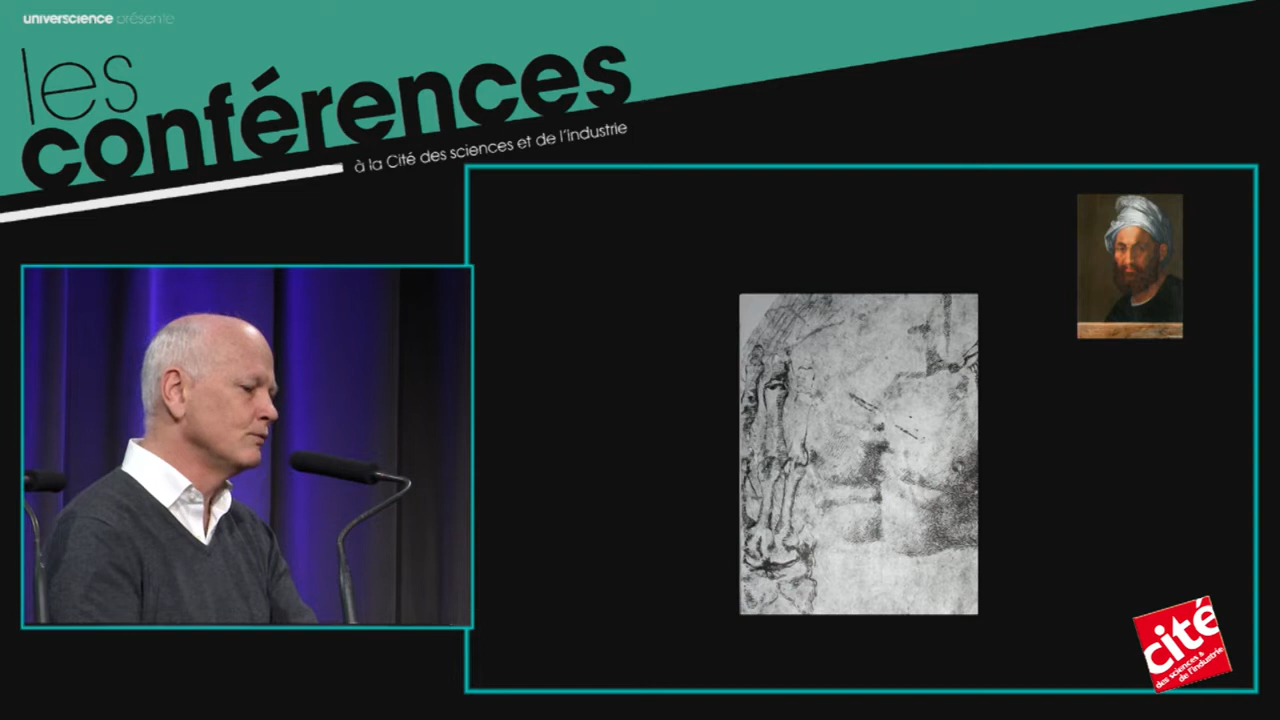 universcience présente
les
conférences
à la Cité des sciences et de l'industrie
cité
des sciences &
de l'industrie